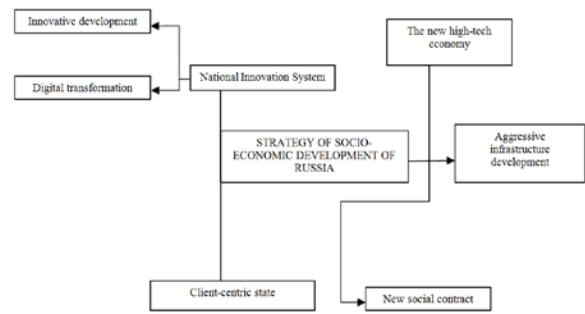 Innovative development
The new high-tech
economy
National Innovation System
Digital transformation
STRATEGY OF SOCIO-
ECONOMIC DEVELOPMENT OF
RUSSIA
Aggressive
infrastructure
development
Client-centric state
New social contract